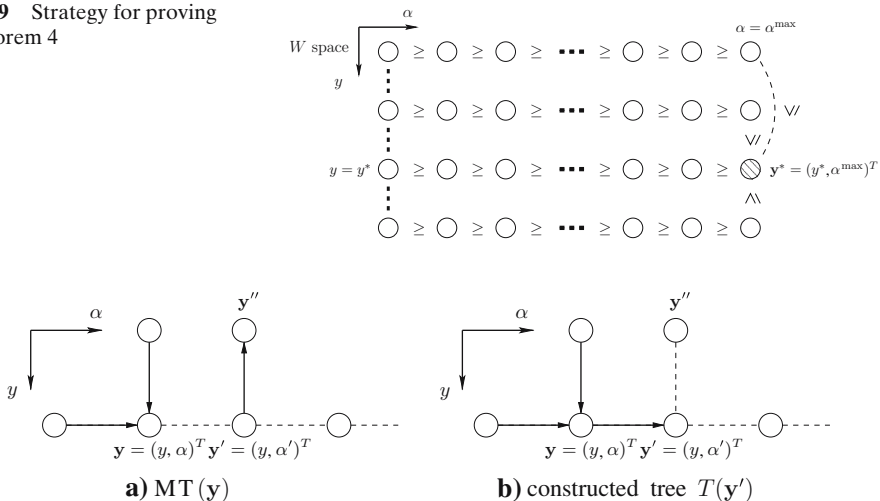 9 Strategy for proving
orem 4
α
W space
y
α = α^max
≥ ≥ ≥ ▪▪▪ ≥ ≥ ≥
≥ ≥ ≥ ▪▪▪ ≥ ≥ ≥
≥
≥
y = y*
≥ ≥ ≥ ▪▪▪ ≥ ≥ ≥
y* = (y*, α^max)^T
≤
≥ ≥ ≥ ▪▪▪ ≥ ≥ ≥
α
y
y′′
y = (y, α)^T y′ = (y, α′)^T
a) MT (y)
α
y
y′′
y = (y, α)^T y′ = (y, α′)^T
b) constructed tree T(y′)